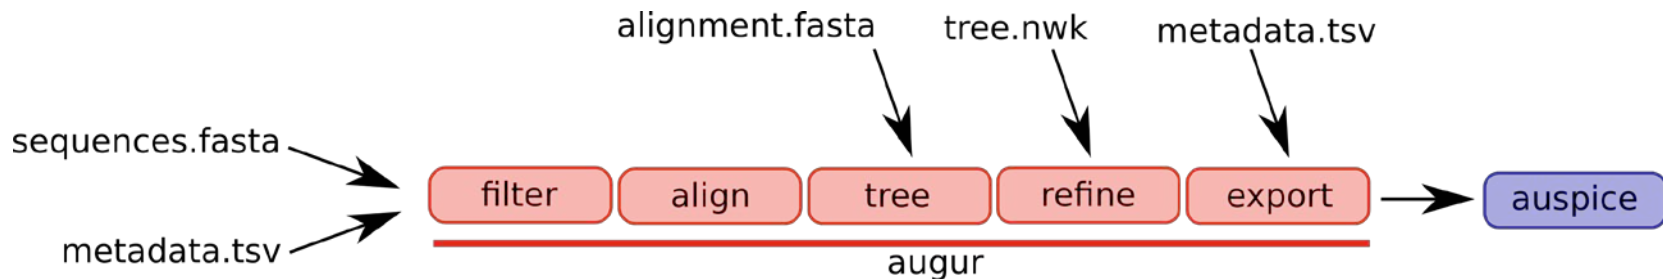 alignment.fasta
tree.nwk
metadata.tsv
sequences.fasta
metadata.tsv
filter
align
tree
refine
export
auspice
augur